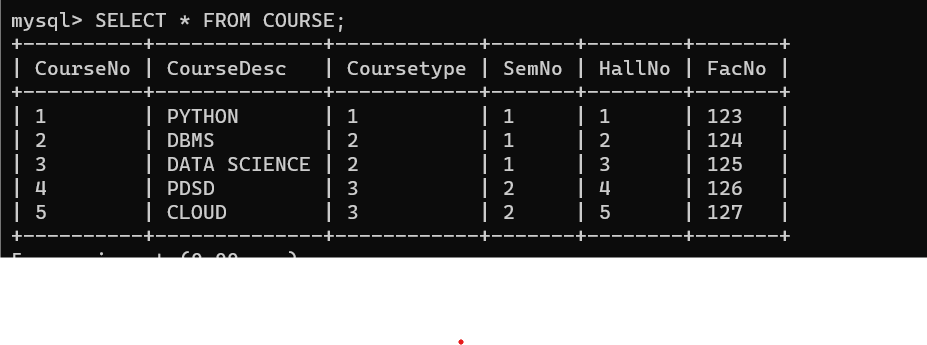 mysql> SELECT * FROM COURSE;
+----------+--------------+------------+-------+--------+-------+
| CourseNo | CourseDesc   | Coursetype | SemNo | HallNo | FacNo |
+----------+--------------+------------+-------+--------+-------+
| 1        | PYTHON       | 1          | 1     | 1      | 123   |
| 2        | DBMS         | 2          | 1     | 2      | 124   |
| 3        | DATA SCIENCE | 2          | 1     | 3      | 125   |
| 4        | PDSD         | 3          | 2     | 4      | 126   |
| 5        | CLOUD        | 3          | 2     | 5      | 127   |
+----------+--------------+------------+-------+--------+-------+